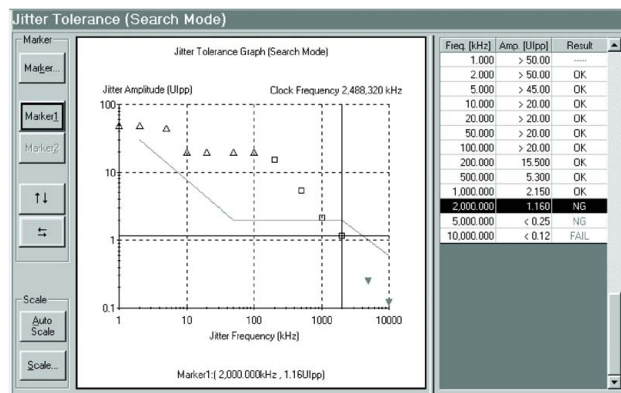 Jitter Tolerance (Search Mode)
Marker
Marker...
Marker1
Marker2
↑↓
⇆
Scale
Auto
Scale
Scale...
Jitter Tolerance Graph (Search Mode)
Jitter Amplitude (UIpp)
Clock Frequency 2,488,320 kHz
100
10
1
0.1
1 10 100 1000 10000
Jitter Frequency (kHz)
Marker1:( 2,000.000kHz , 1.16UIpp)
Freq. [kHz] Amp. [UIpp] Result
1.000 > 50.00 -----
2.000 > 50.00 OK
5.000 > 45.00 OK
10.000 > 20.00 OK
20.000 > 20.00 OK
50.000 > 20.00 OK
100.000 > 20.00 OK
200.000 15.500 OK
500.000 5.300 OK
1,000.000 2.150 OK
2,000.000 1.160 NG
5,000.000 < 0.25 NG
10,000.000 < 0.12 FAIL